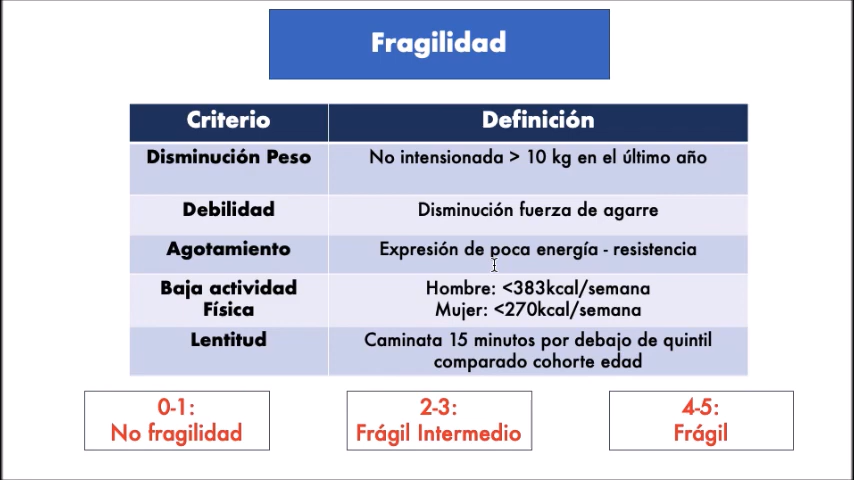 Fragilidad
Criterio Definición
Disminución Peso No intensionada > 10 kg en el último año
Debilidad Disminución fuerza de agarre
Agotamiento Expresión de poca energía - resistencia
Baja actividad Física
Hombre: <383kcal/semana
Mujer: <270kcal/semana
Lentitud
Caminata 15 minutos por debajo de quintil
comparado cohorte edad
0-1:
No fragilidad
2-3:
Frágil Intermedio
4-5:
Frágil